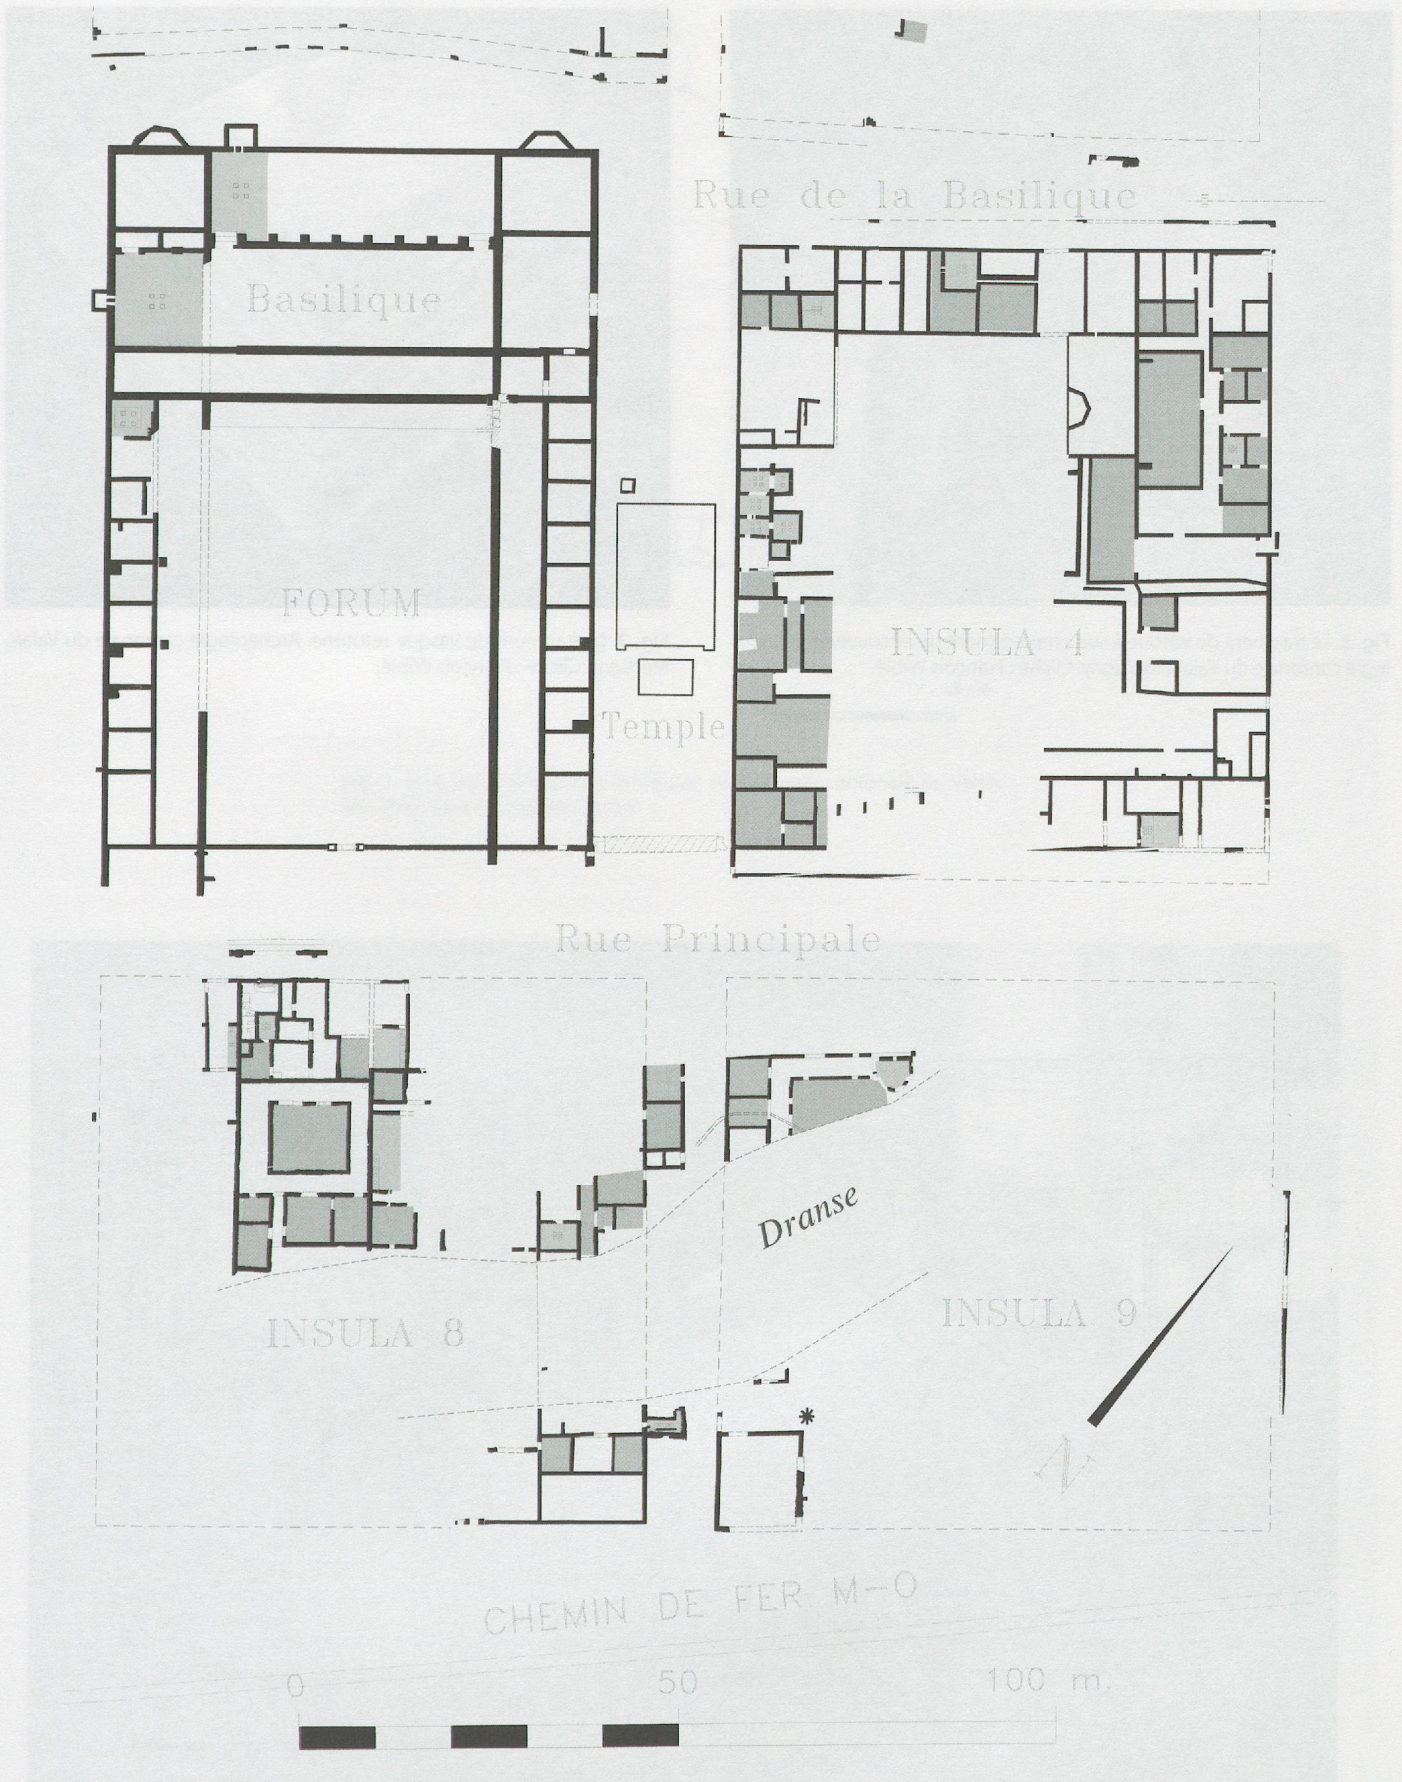 Rue de la Basilique
Basilique
FORUM
INSULA 4
Temple
Rue Principale
Dranse
INSULA 8
INSULA 9
N
CHEMIN DE FER M-O
0 50 100 m.